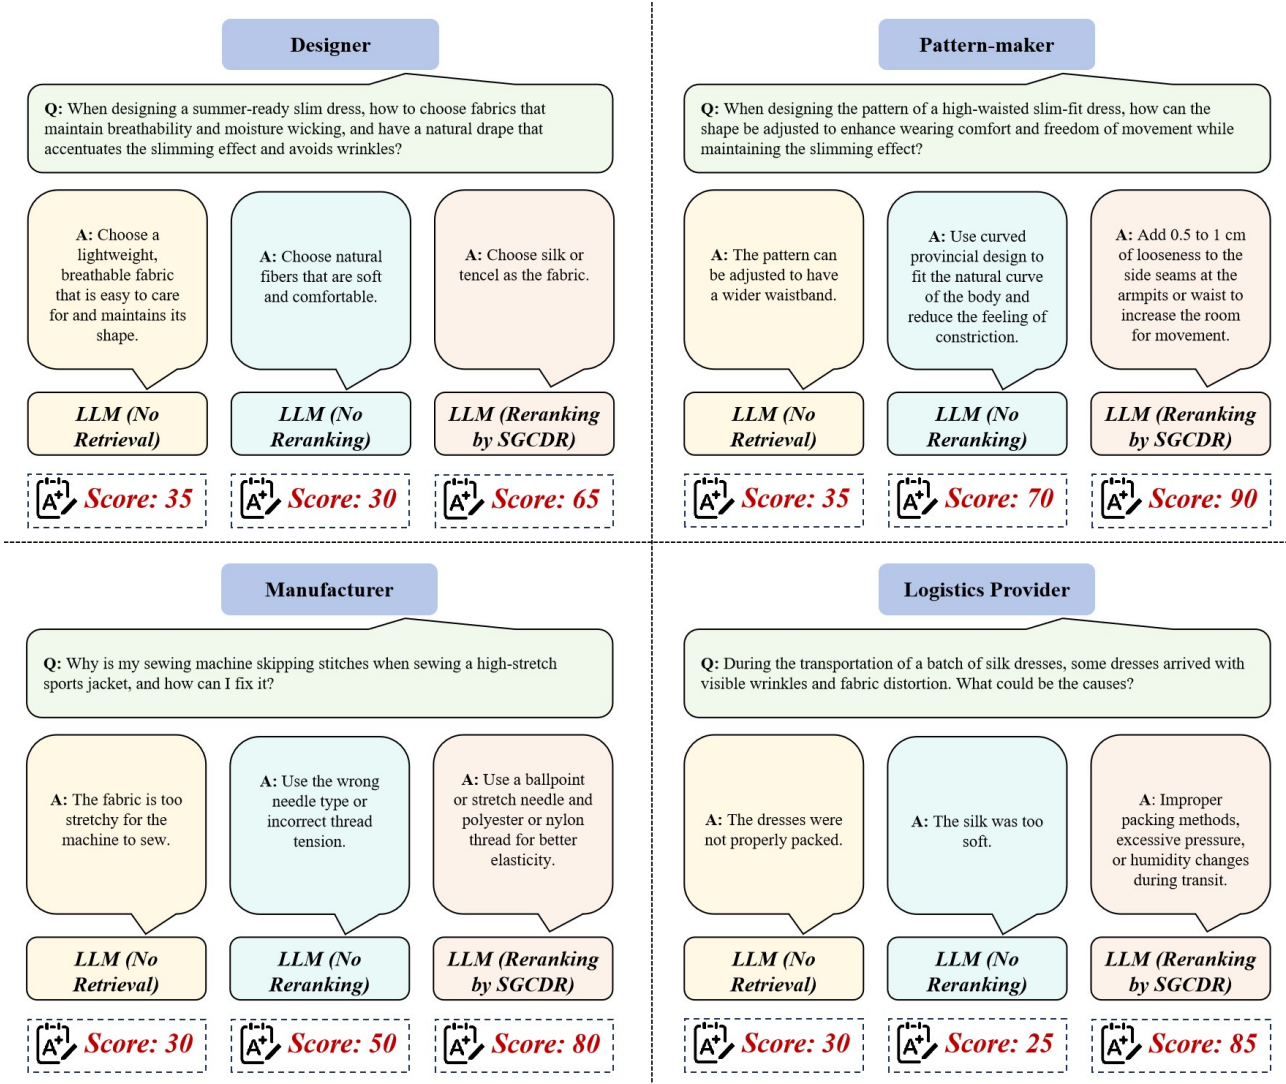 Designer
Q: When designing a summer-ready slim dress, how to choose fabrics that
maintain breathability and moisture wicking, and have a natural drape that
accentuates the slimming effect and avoids wrinkles?
A: Choose a
lightweight,
breathable fabric
that is easy to care
for and maintains its
shape.
LLM (No
Retrieval)
A+ Score: 35
A: Choose natural
fibers that are soft
and comfortable.
LLM (No
Reranking)
A+ Score: 30
A: Choose silk or
tencel as the fabric.
LLM (Reranking
by SGCDR)
A+ Score: 65
Pattern-maker
Q: When designing the pattern of a high-waisted slim-fit dress, how can the
shape be adjusted to enhance wearing comfort and freedom of movement while
maintaining the slimming effect?
A: The pattern can
be adjusted to have
a wider waistband.
LLM (No
Retrieval)
A+ Score: 35
A: Use curved
provincial design to
fit the natural curve
of the body and
reduce the feeling of
constriction.
LLM (No
Reranking)
A+ Score: 70
A: Add 0.5 to 1 cm
of looseness to the
side seams at the
armpits or waist to
increase the room
for movement.
LLM (Reranking
by SGCDR)
A+ Score: 90
Manufacturer
Q: Why is my sewing machine skipping stitches when sewing a high-stretch
sports jacket, and how can I fix it?
A: The fabric is too
stretchy for the
machine to sew.
LLM (No
Retrieval)
A+ Score: 30
A: Use the wrong
needle type or
incorrect thread
tension.
LLM (No
Reranking)
A+ Score: 50
A: Use a ballpoint
or stretch needle and
polyester or nylon
thread for better
elasticity.
LLM (Reranking
by SGCDR)
A+ Score: 80
Logistics Provider
Q: During the transportation of a batch of silk dresses, some dresses arrived with
visible wrinkles and fabric distortion. What could be the causes?
A: The dresses were
not properly packed.
LLM (No
Retrieval)
A+ Score: 30
A: The silk was too
soft.
LLM (No
Reranking)
A+ Score: 25
A: Improper
packing methods,
excessive pressure,
or humidity changes
during transit.
LLM (Reranking
by SGCDR)
A+ Score: 85